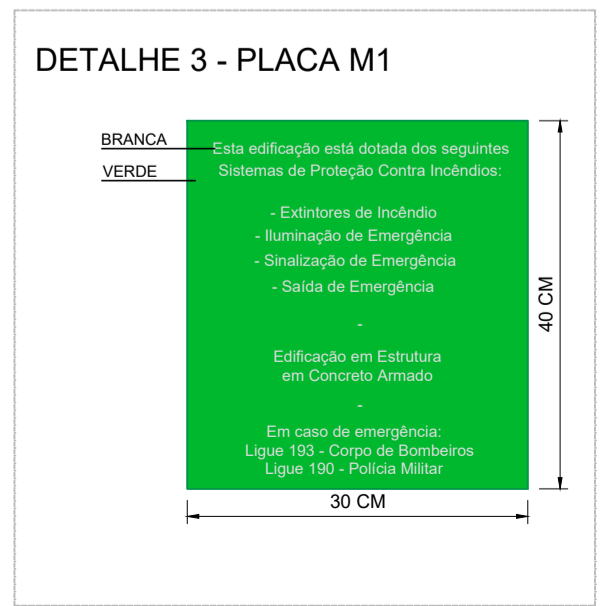 DETALHE 3 - PLACA M1
BRANCA
VERDE
Esta edificação está dotada dos seguintes
Sistemas de Proteção Contra Incêndios:
- Extintores de Incêndio
- Iluminação de Emergência
- Sinalização de Emergência
- Saída de Emergência
-
Edificação em Estrutura
em Concreto Armado
-
Em caso de emergência:
Ligue 193 - Corpo de Bombeiros
Ligue 190 - Polícia Militar
40 CM
30 CM